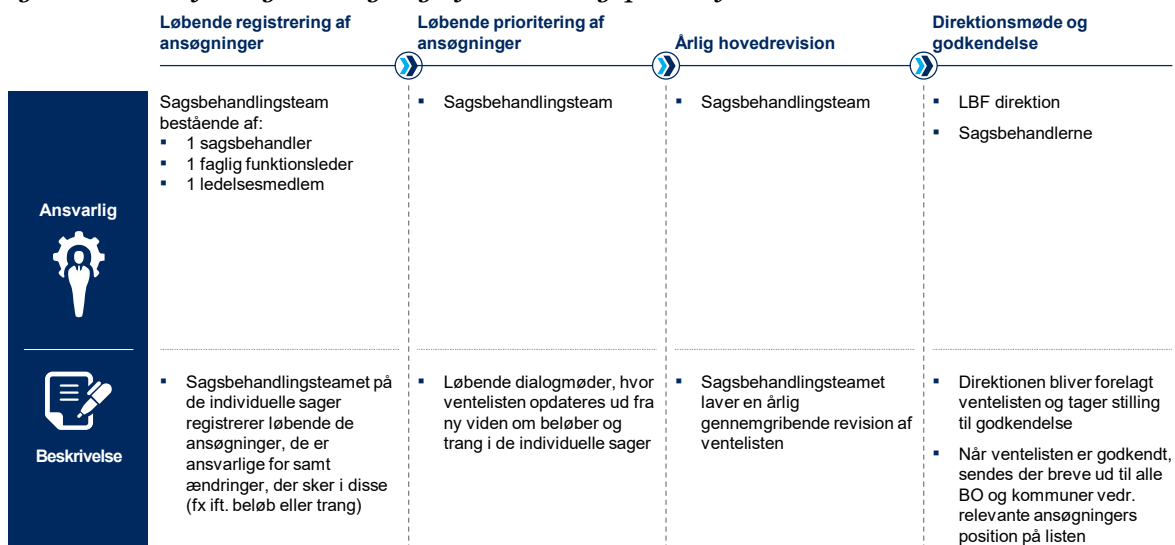 Løbende registrering af
ansøgninger
Løbende prioritering af
ansøgninger
Årlig hovedrevision
Direktionsmøde og
godkendelse
Ansvarlig
Sagsbehandlingsteam
bestående af:
▪ 1 sagsbehandler
▪ 1 faglig funktionsleder
▪ 1 ledelsesmedlem
▪ Sagsbehandlingsteam
▪ Sagsbehandlingsteam
▪ LBF direktion
▪ Sagsbehandlerne
Beskrivelse
▪ Sagsbehandlingsteamet på
de individuelle sager
registrerer løbende de
ansøgninger, de er
ansvarlige for samt
ændringer, der sker i disse
(fx ift. beløb eller trang)
▪ Løbende dialogmøder, hvor
ventelisten opdateres ud fra
ny viden om beløber og
trang i de individuelle sager
▪ Sagsbehandlingsteamet
laver en årlig
gennemgribende revision af
ventelisten
▪ Direktionen bliver forelagt
ventelisten og tager stilling
til godkendelse
▪ Når ventelisten er godkendt,
sendes der breve ud til alle
BO og kommuner vedr.
relevante ansøgningers
position på listen